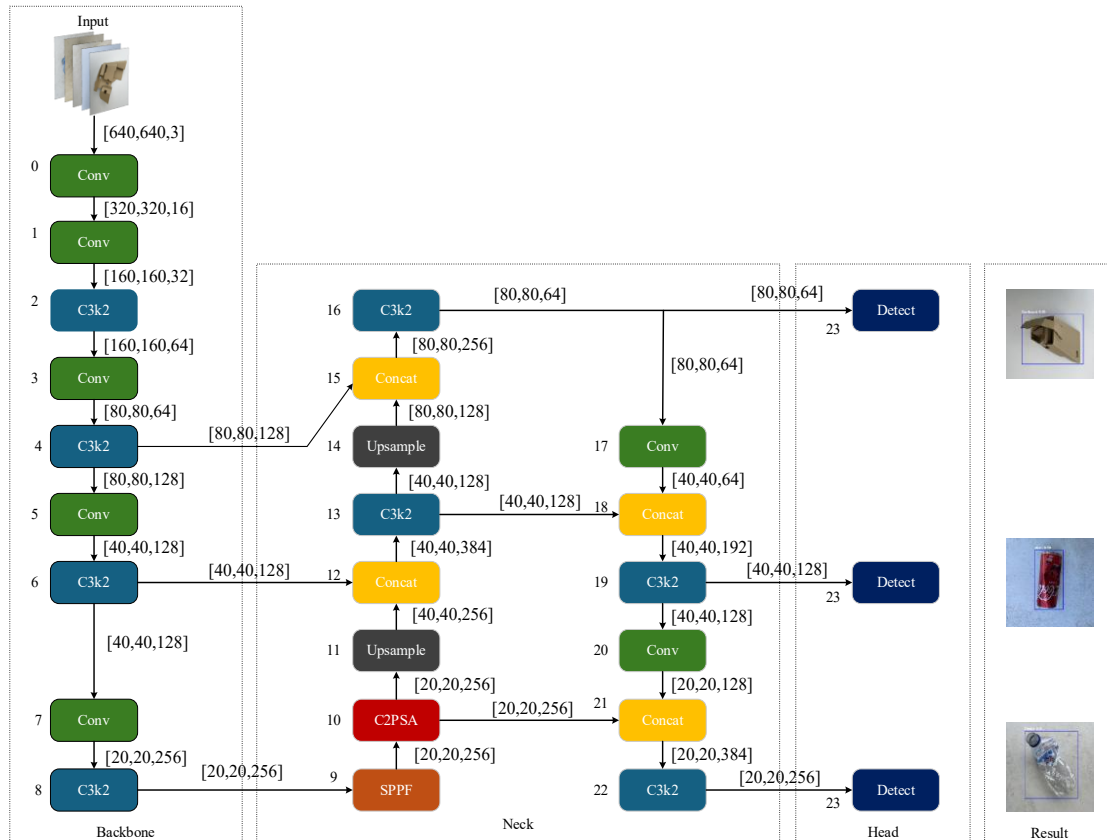 Input
[640,640,3]
0
Conv
[320,320,16]
1
Conv
[160,160,32]
2
C3k2
[160,160,64]
3
Conv
[80,80,64]
4
C3k2
[80,80,128]
[80,80,128]
5
Conv
[40,40,128]
6
C3k2
[40,40,128]
[40,40,128]
7
Conv
[20,20,256]
8
C3k2
[20,20,256]
Backbone
16
C3k2
[80,80,64]
[80,80,256]
15
Concat
[80,80,128]
14
Upsample
[40,40,128]
13
C3k2
[40,40,128]
[40,40,384]
12
Concat
[40,40,256]
11
Upsample
[20,20,256]
10
C2PSA
[20,20,256]
[20,20,256]
9
SPPF
[80,80,64]
17
Conv
[40,40,64]
18
Concat
[40,40,192]
19
C3k2
[40,40,128]
[40,40,128]
20
Conv
[20,20,128]
21
Concat
[20,20,384]
22
C3k2
[20,20,256]
Neck
[80,80,64]
23
Detect
23
Detect
23
Detect
Head
Result